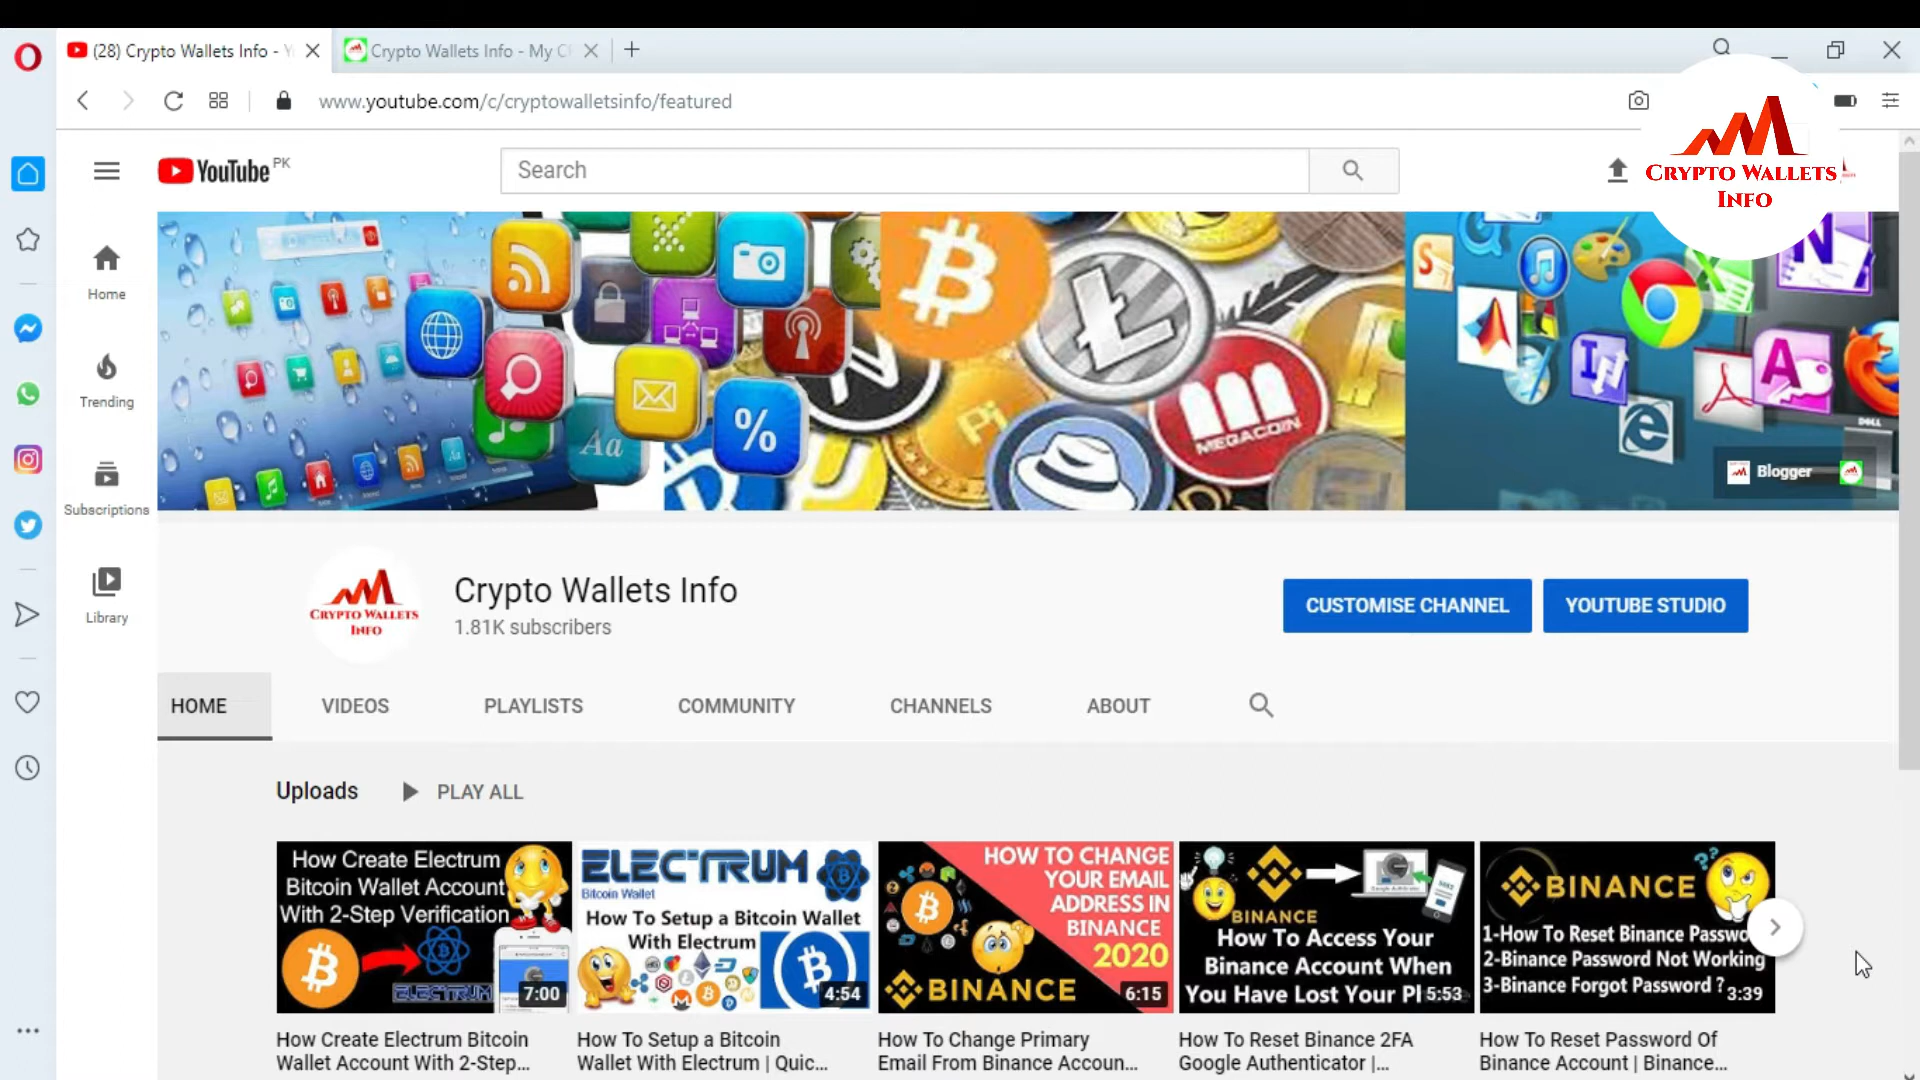 (28) Crypto Wallets Info - Y
Crypto Wallets Info - My C
www.youtube.com/c/cryptowalletsinfo/featured
YouTube PK
Search
Crypto Wallets
Info
Home
Trending
Subscriptions
Library
Aa
%
MEGACOIN
DELL
Blogger
Crypto Wallets
Info
Crypto Wallets Info
1.81K subscribers
CUSTOMISE CHANNEL
YOUTUBE STUDIO
HOME
VIDEOS
PLAYLISTS
COMMUNITY
CHANNELS
ABOUT
Uploads
PLAY ALL
How Create Electrum
Bitcoin Wallet Account
With 2-Step Verification
ELECTRUM
7:00
ELECTRUM
Bitcoin Wallet
How To Setup a Bitcoin Wallet
With Electrum
4:54
HOW TO CHANGE
YOUR EMAIL
ADDRESS IN
BINANCE
2020
BINANCE
6:15
BINANCE
How To Access Your
Binance Account When
You Have Lost Your
5:53
BINANCE
1-How To Reset Binance
2-Binance Password Not Working
3-Binance Forgot Password ?
3:39
How Create Electrum Bitcoin
Wallet Account With 2-Step...
How To Setup a Bitcoin
Wallet With Electrum | Quic...
How To Change Primary
Email From Binance Accoun...
How To Reset Binance 2FA
Google Authenticator |...
How To Reset Password Of
Binance Account | Binance...